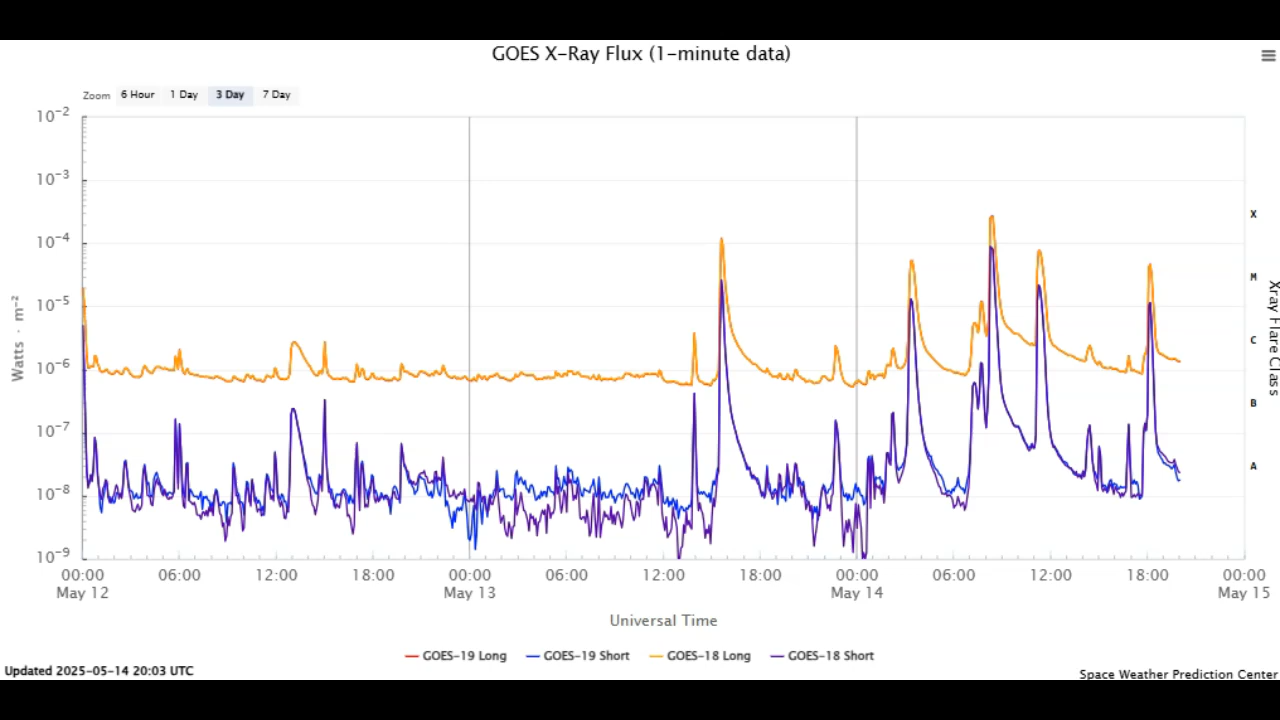 GOES X-Ray Flux (1-minute data)
Zoom 6 Hour 1 Day 3 Day 7 Day
10⁻²
10⁻³
10⁻⁴
10⁻⁵
10⁻⁶
10⁻⁷
10⁻⁸
10⁻⁹
Watts · m⁻²
X
M
C
B
A
Xray Flare Class
00:00 06:00 12:00 18:00 00:00 06:00 12:00 18:00 00:00 06:00 12:00 18:00 00:00
May 12 May 13 May 14 May 15
Universal Time
GOES-19 Long GOES-19 Short GOES-18 Long GOES-18 Short
Updated 2025-05-14 20:03 UTC
Space Weather Prediction Center